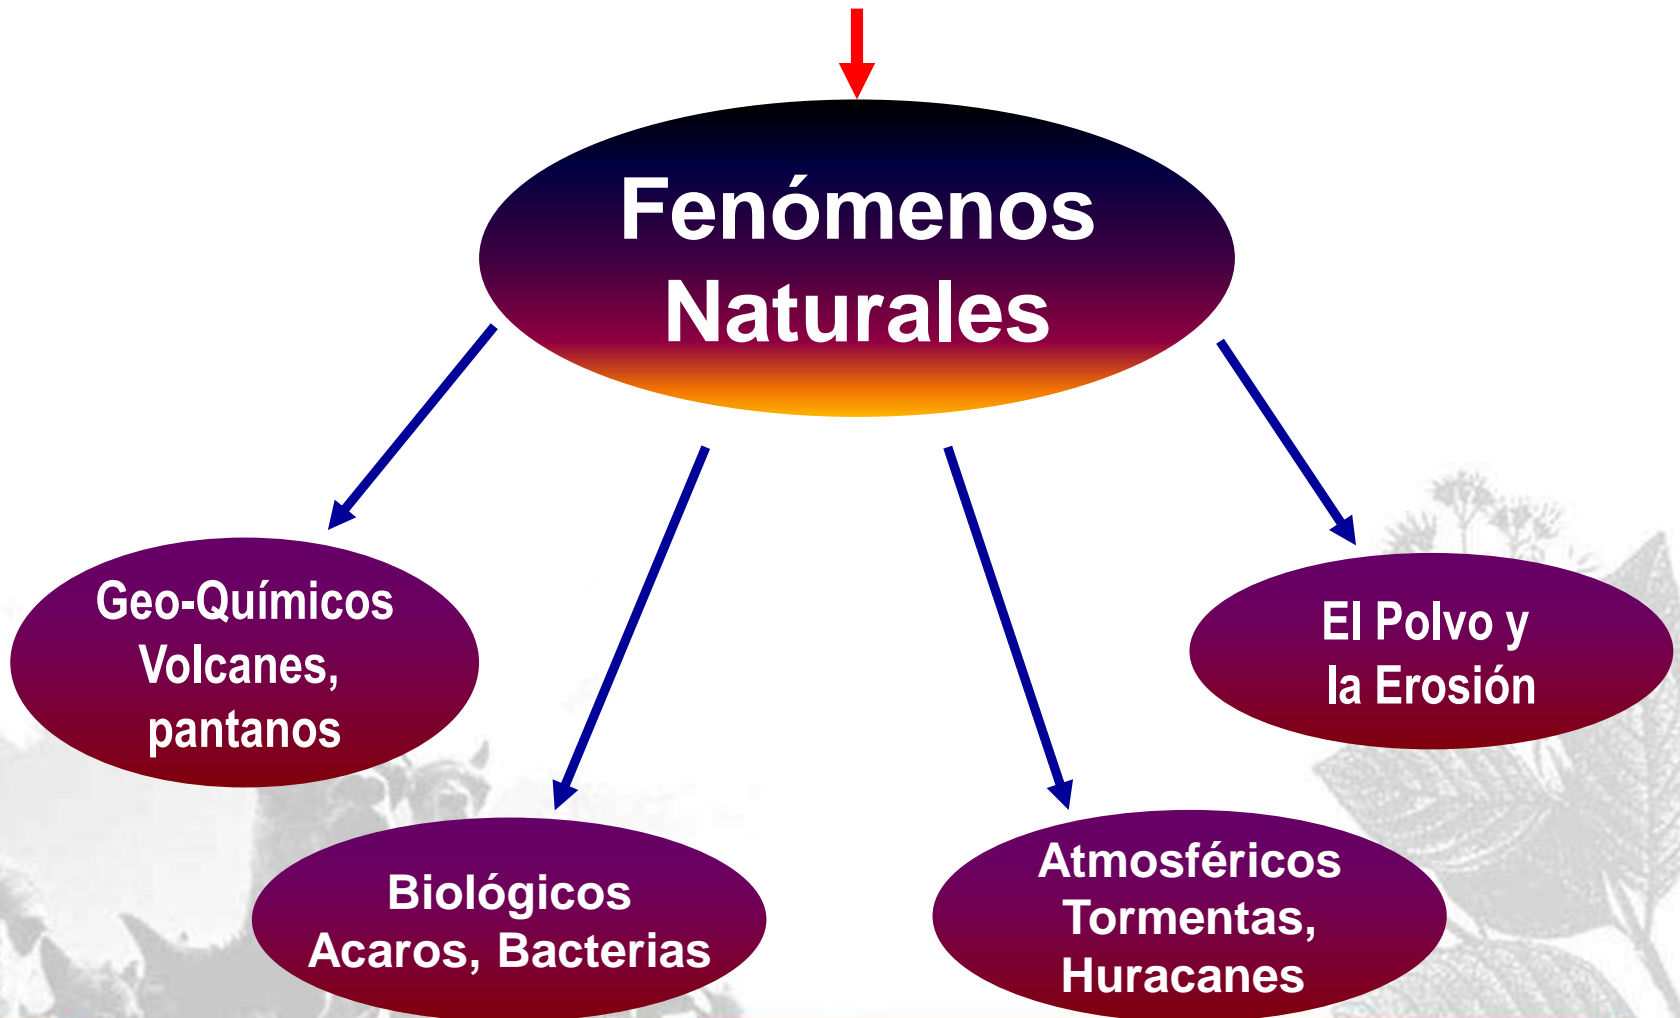 Fenómenos
Naturales
Geo-Químicos
Volcanes,
pantanos
El Polvo y
la Erosión
Biológicos
Acaros, Bacterias
Atmosféricos
Tormentas,
Huracanes